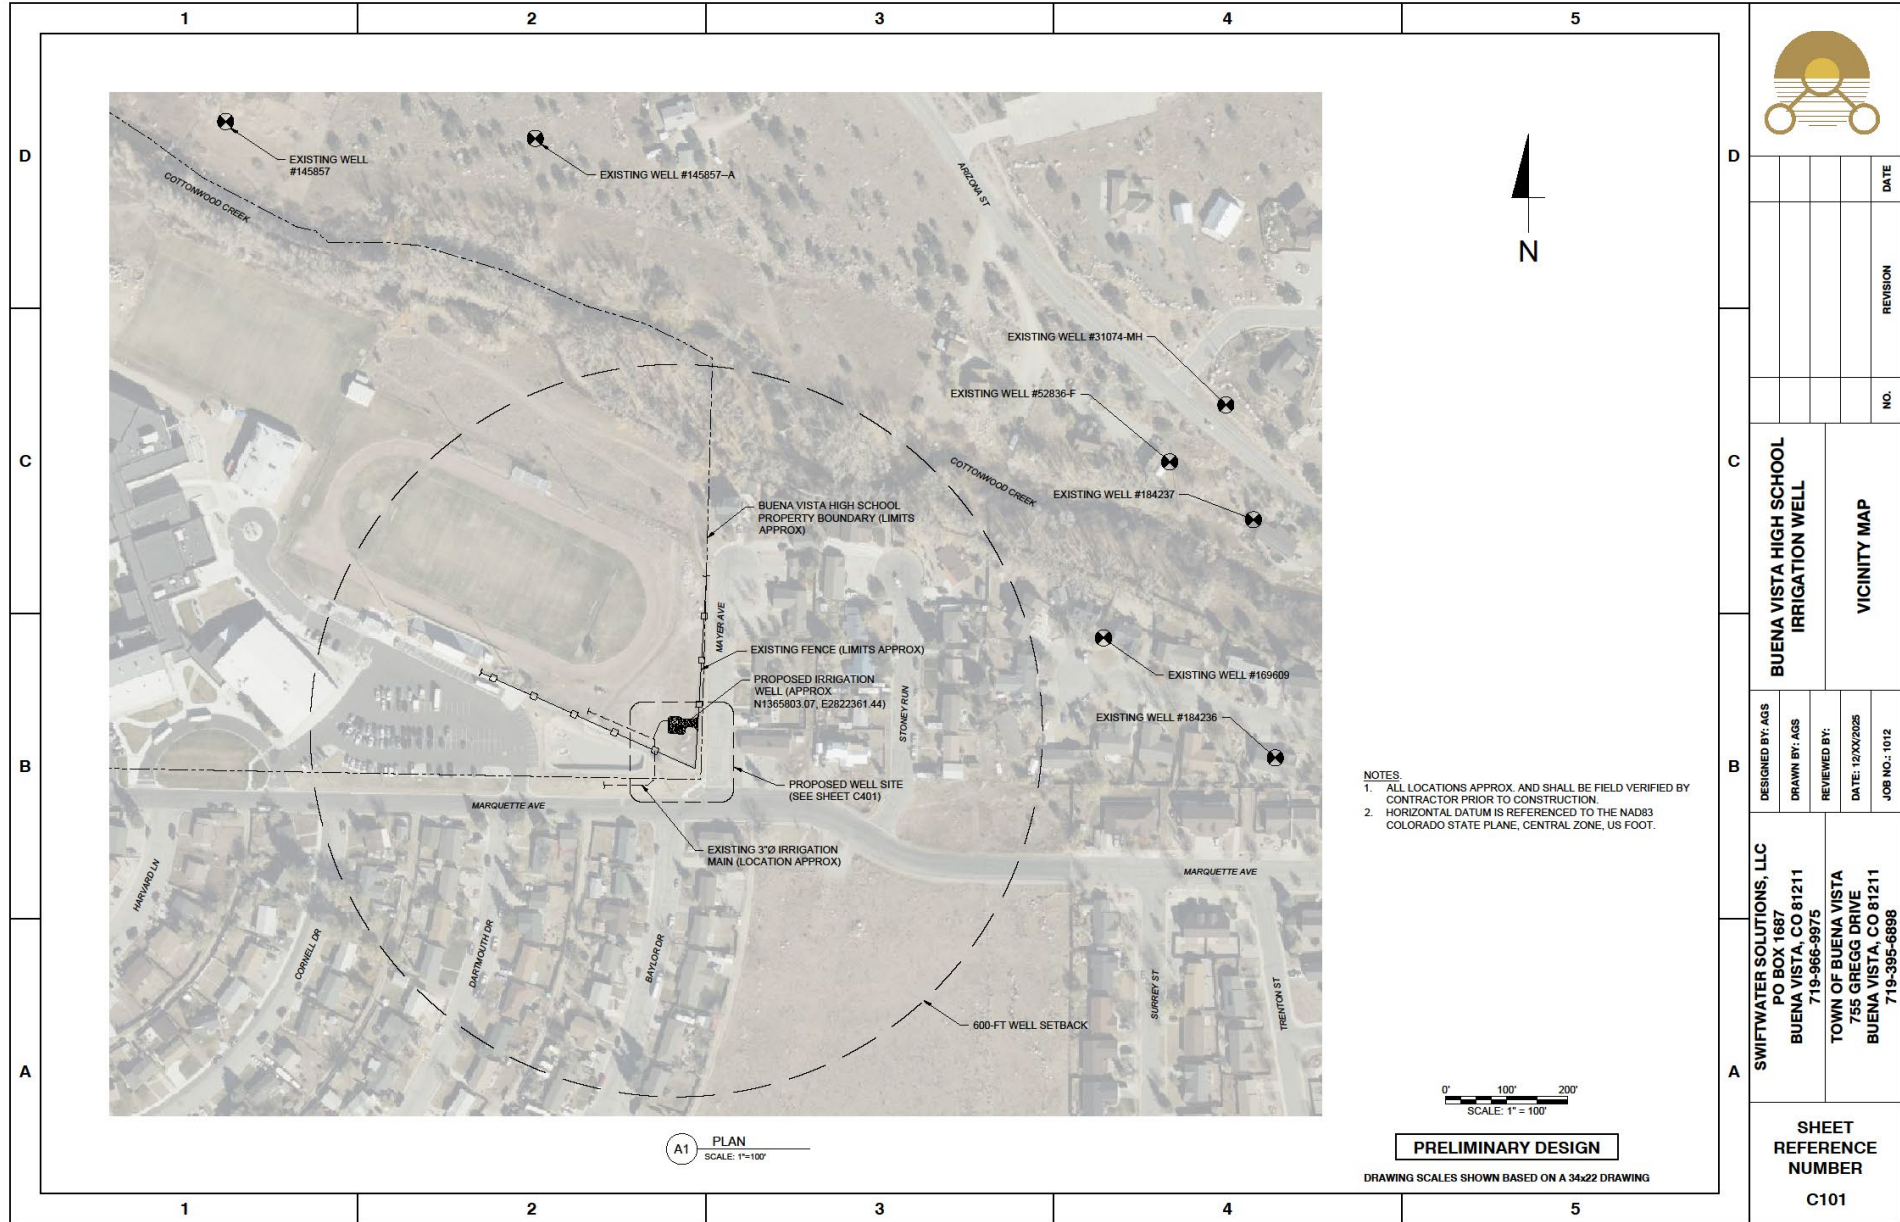 1 2 3 4 5
D
C
B
A
EXISTING WELL
#145857
EXISTING WELL #145857-A
COTTONWOOD CREEK
ARIZONA ST
EXISTING WELL #31074-MH
EXISTING WELL #52836-F
COTTONWOOD CREEK
EXISTING WELL #184237
BUENA VISTA HIGH SCHOOL
PROPERTY BOUNDARY (LIMITS
APPROX)
MAYER AVE
EXISTING FENCE (LIMITS APPROX)
PROPOSED IRRIGATION
WELL (APPROX
N1365803.07, E2822361.44)
STONEY RUN
EXISTING WELL #169609
EXISTING WELL #184236
PROPOSED WELL SITE
(SEE SHEET C401)
MARQUETTE AVE
EXISTING 3"Ø IRRIGATION
MAIN (LOCATION APPROX)
MARQUETTE AVE
HARVARD LN
CORNELL DR
DARTMOUTH DR
BAYLOR DR
SURREY ST
TRENTON ST
600-FT WELL SETBACK
N
NOTES.
1. ALL LOCATIONS APPROX. AND SHALL BE FIELD VERIFIED BY
CONTRACTOR PRIOR TO CONSTRUCTION.
2. HORIZONTAL DATUM IS REFERENCED TO THE NAD83
COLORADO STATE PLANE, CENTRAL ZONE, US FOOT.
0' 100' 200'
SCALE: 1" = 100'
A1 PLAN
SCALE: 1"=100'
PRELIMINARY DESIGN
DRAWING SCALES SHOWN BASED ON A 34x22 DRAWING
1 2 3 4 5
D
C
B
A
DATE
REVISION
NO.
BUENA VISTA HIGH SCHOOL
IRRIGATION WELL
VICINITY MAP
DESIGNED BY: AGS
DRAWN BY: AGS
REVIEWED BY:
DATE: 12/XX/2025
JOB NO.: 1012
SWIFTWATER SOLUTIONS, LLC
PO BOX 1687
BUENA VISTA, CO 81211
719-966-9975
TOWN OF BUENA VISTA
755 GREGG DRIVE
BUENA VISTA, CO 81211
719-395-6898
SHEET
REFERENCE
NUMBER
C101